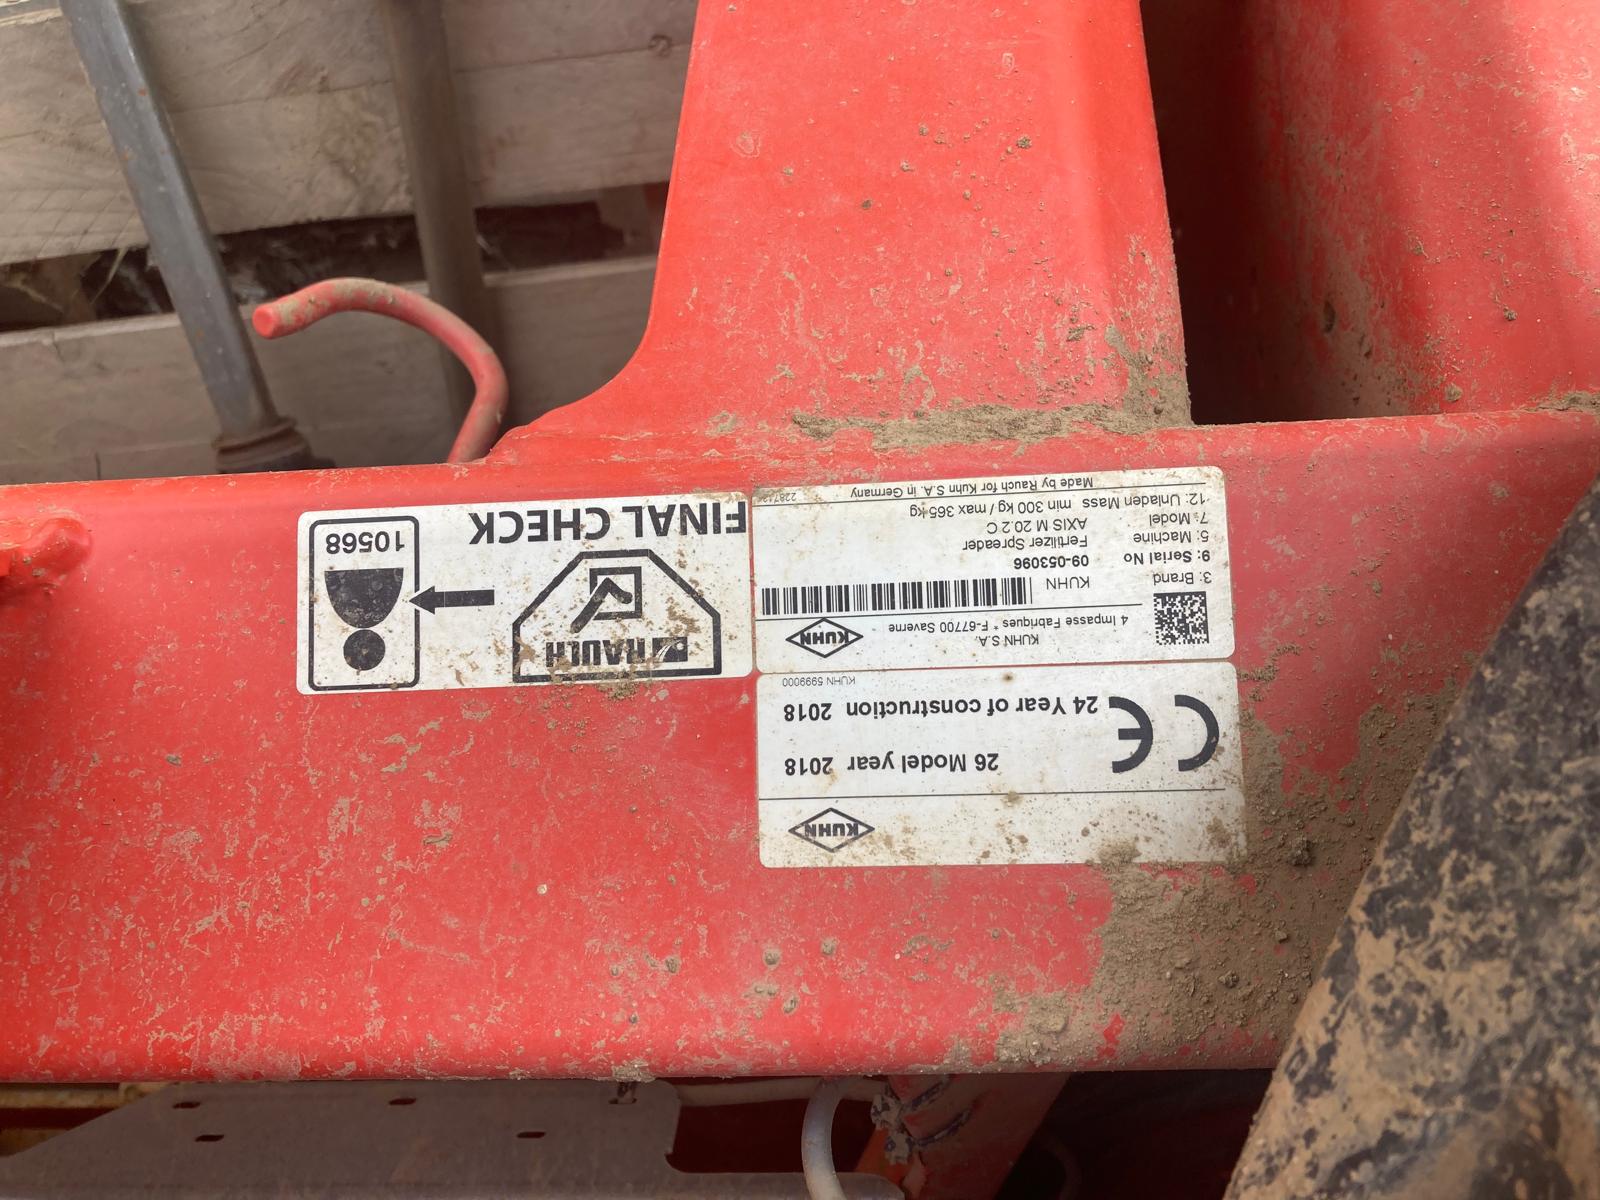 KUHN
26 Model year 2018
24 Year of construction 2018
CE
KUHN 5999000
KUHN S.A.
4 Impasse Fabriques * F-67700 Saverne
KUHN
3: Brand KUHN
9: Serial No 09-053096
5: Machine Fertilizer Spreader
7: Model AXIS M 20.2 C
12: Unladen Mass min 300 kg / max 365 kg
Made by Rauch for Kuhn S.A. in Germany
RAUCH
FINAL CHECK
10568